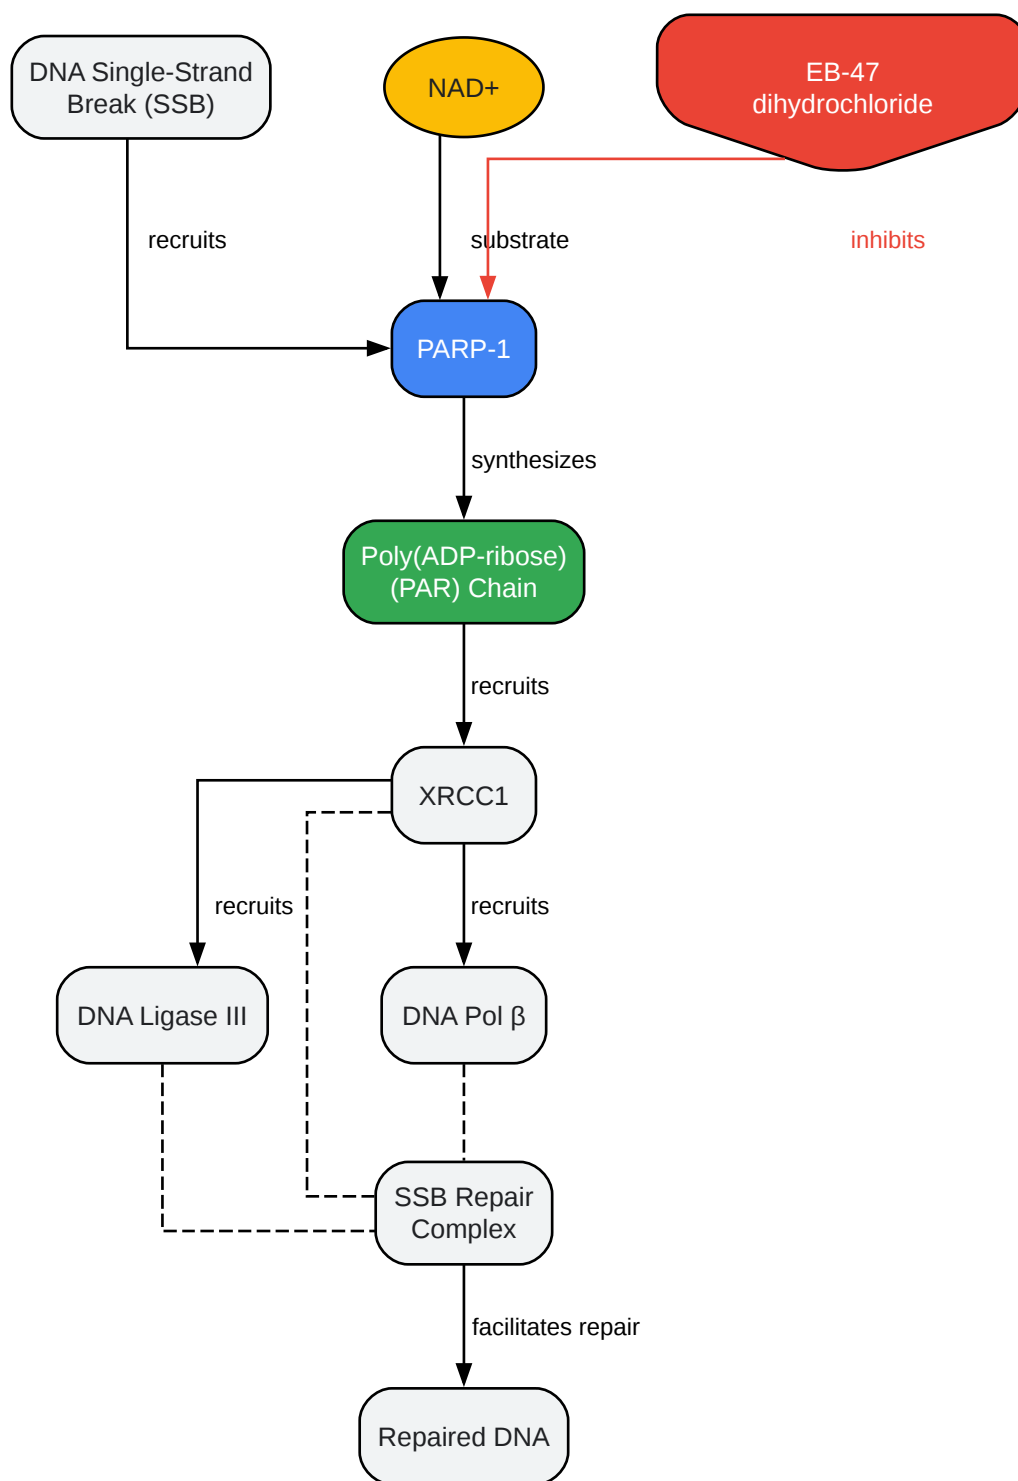 DNA Single-Strand
Break (SSB)
NAD+
EB-47
dihydrochloride
recruits
substrate
inhibits
PARP-1
synthesizes
Poly(ADP-ribose)
(PAR) Chain
recruits
XRCC1
recruits
recruits
DNA Ligase III
DNA Pol β
SSB Repair
Complex
facilitates repair
Repaired DNA